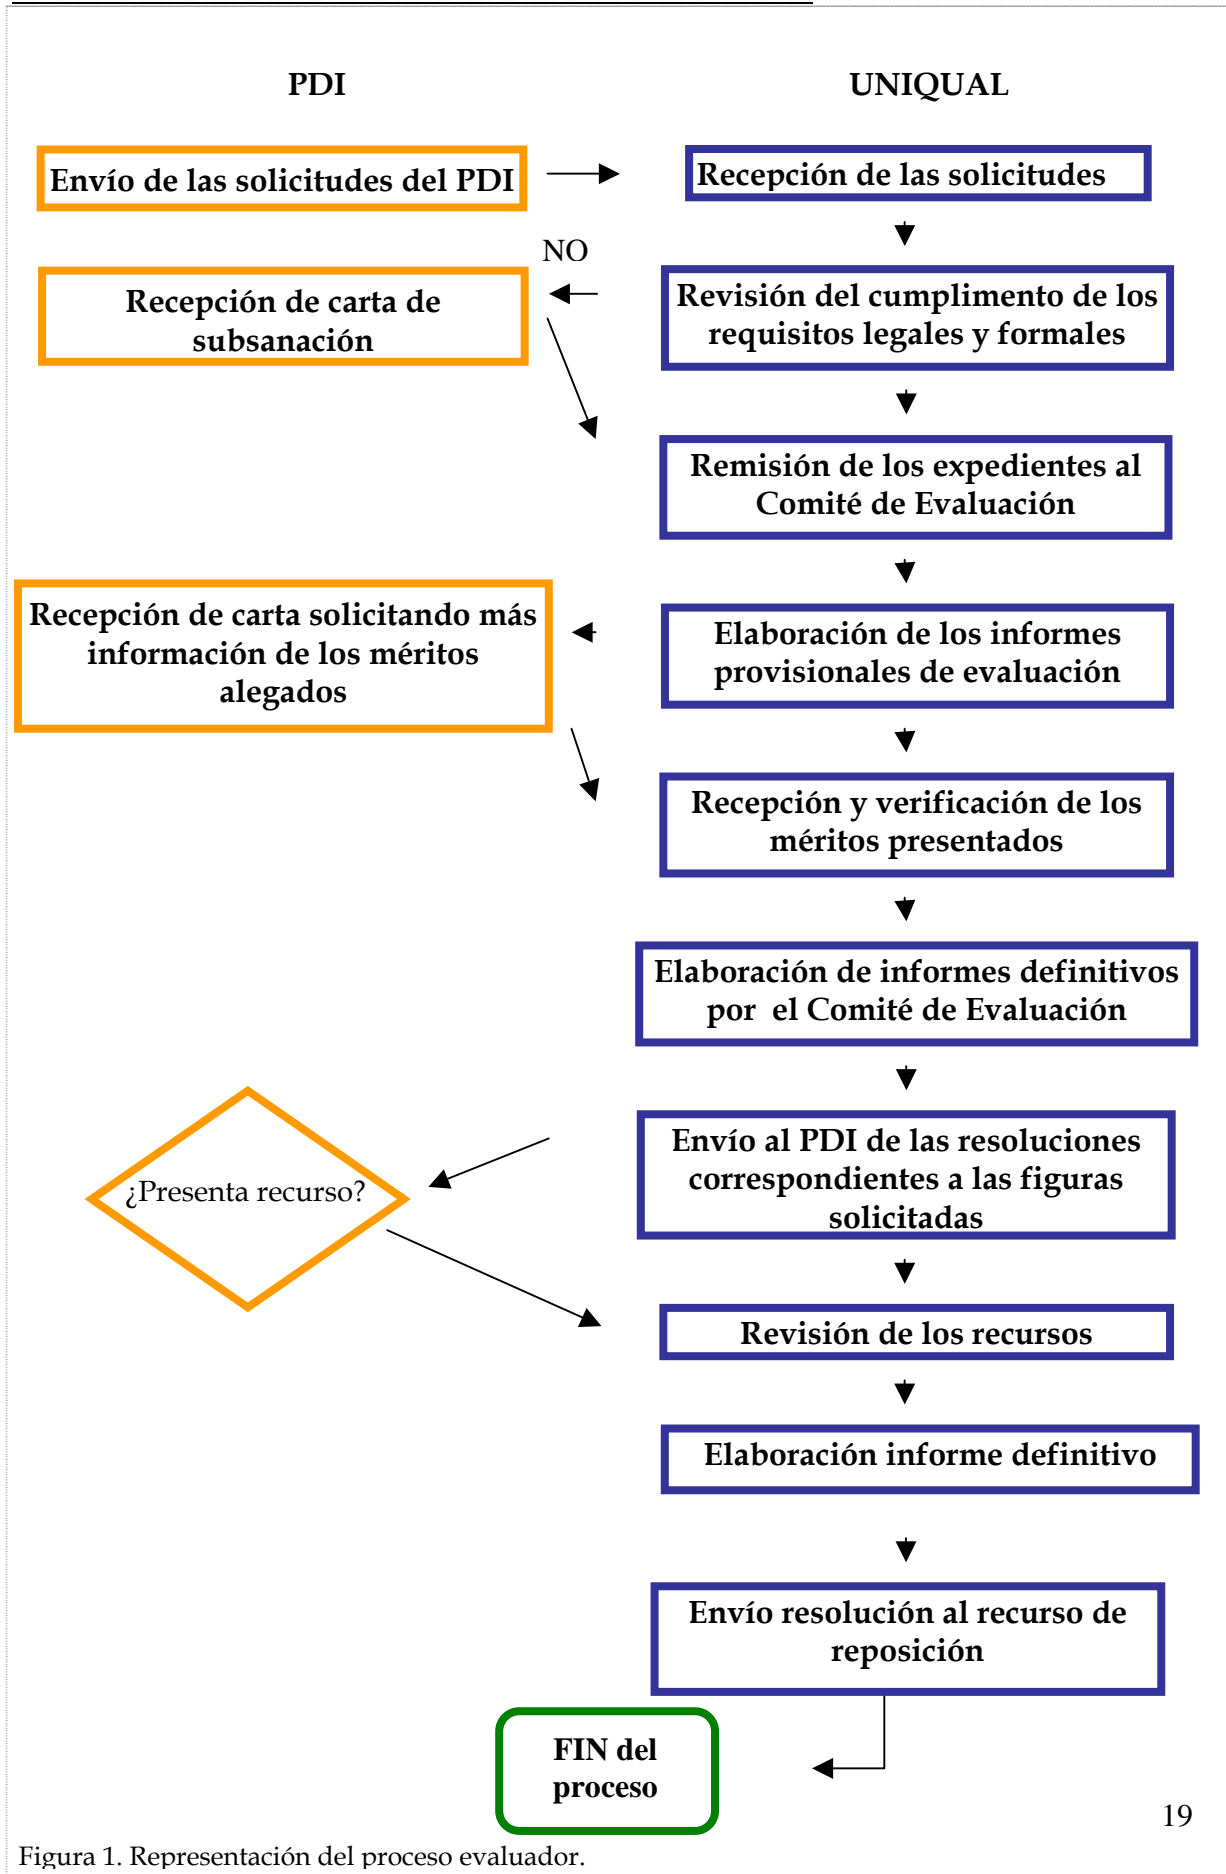 PDI
UNIQUAL
Envío de las solicitudes del PDI
Recepción de las solicitudes
NO
Recepción de carta de
subsanación
Revisión del cumplimento de los
requisitos legales y formales
Remisión de los expedientes al
Comité de Evaluación
Recepción de carta solicitando más
información de los méritos
alegados
Elaboración de los informes
provisionales de evaluación
Recepción y verificación de los
méritos presentados
Elaboración de informes definitivos
por el Comité de Evaluación
Envío al PDI de las resoluciones
correspondientes a las figuras
solicitadas
¿Presenta recurso?
Revisión de los recursos
Elaboración informe definitivo
Envío resolución al recurso de
reposición
FIN del
proceso
19
Figura 1. Representación del proceso evaluador.